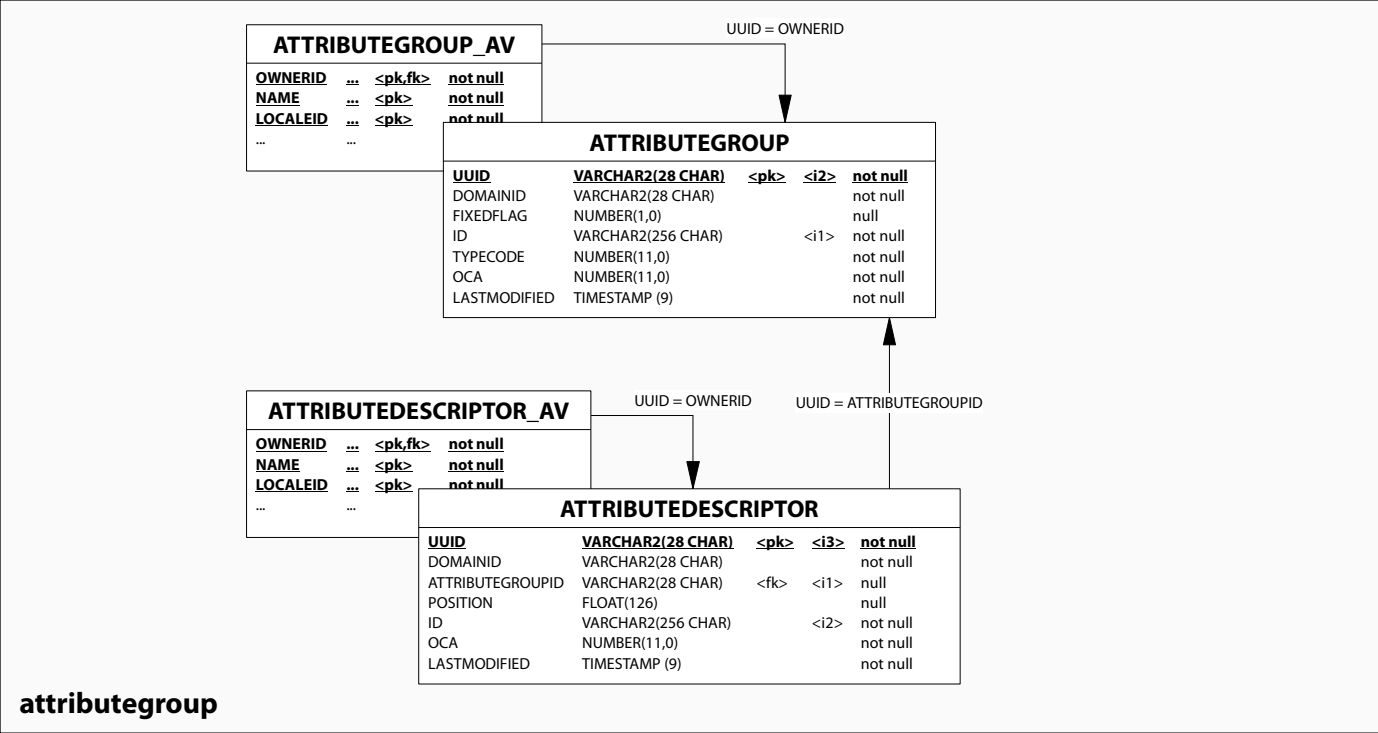 UUID = OWNERID
ATTRIBUTEGROUP_AV
OWNERID ... <pk,fk> not null
NAME ... <pk> not null
LOCALEID ... <pk> not null
... ...
ATTRIBUTEGROUP
UUID VARCHAR2(28 CHAR) <pk> <i2> not null
DOMAINID VARCHAR2(28 CHAR) not null
FIXEDFLAG NUMBER(1,0) null
ID VARCHAR2(256 CHAR) <i1> not null
TYPECODE NUMBER(11,0) not null
OCA NUMBER(11,0) not null
LASTMODIFIED TIMESTAMP (9) not null
UUID = OWNERID
UUID = ATTRIBUTEGROUPID
ATTRIBUTEDESCRIPTOR_AV
OWNERID ... <pk,fk> not null
NAME ... <pk> not null
LOCALEID ... <pk> not null
... ...
ATTRIBUTEDESCRIPTOR
UUID VARCHAR2(28 CHAR) <pk> <i3> not null
DOMAINID VARCHAR2(28 CHAR) not null
ATTRIBUTEGROUPID VARCHAR2(28 CHAR) <fk> <i1> null
POSITION FLOAT(126) null
ID VARCHAR2(256 CHAR) <i2> not null
OCA NUMBER(11,0) not null
LASTMODIFIED TIMESTAMP (9) not null
attributegroup